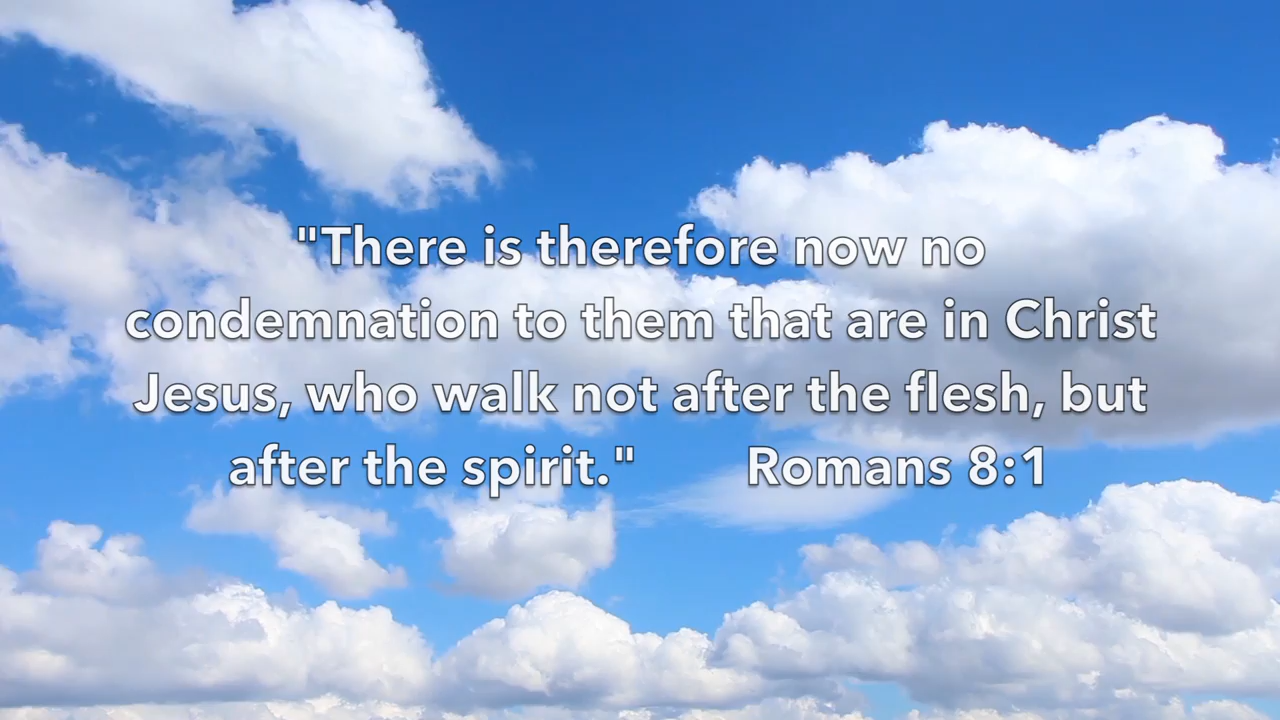 "There is therefore now no
condemnation to them that are in Christ
Jesus, who walk not after the flesh, but
after the spirit." Romans 8:1